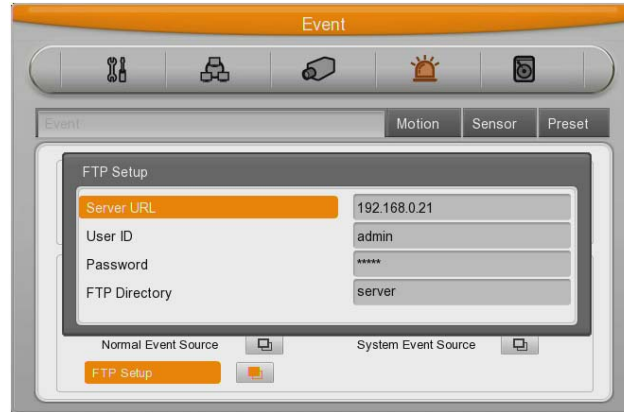 Event
Event
Motion
Sensor
Preset
FTP Setup
Server URL
192.168.0.21
User ID
admin
Password
*****
FTP Directory
server
Normal Event Source
System Event Source
FTP Setup